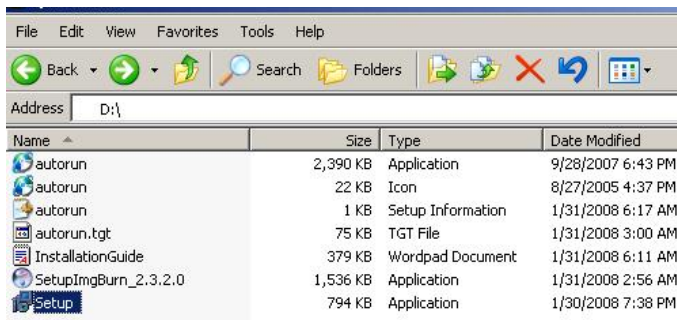 File Edit View Favorites Tools Help
Back Search Folders
Address D:\
Name Size Type Date Modified
autorun 2,390 KB Application 9/28/2007 6:43 PM
autorun 22 KB Icon 8/27/2005 4:37 PM
autorun 1 KB Setup Information 1/31/2008 6:17 AM
autorun.tgt 75 KB TGT File 1/31/2008 3:00 AM
InstallationGuide 379 KB Wordpad Document 1/31/2008 6:11 AM
SetupImgBurn_2.3.2.0 1,536 KB Application 1/31/2008 2:56 AM
Setup 794 KB Application 1/30/2008 7:38 PM